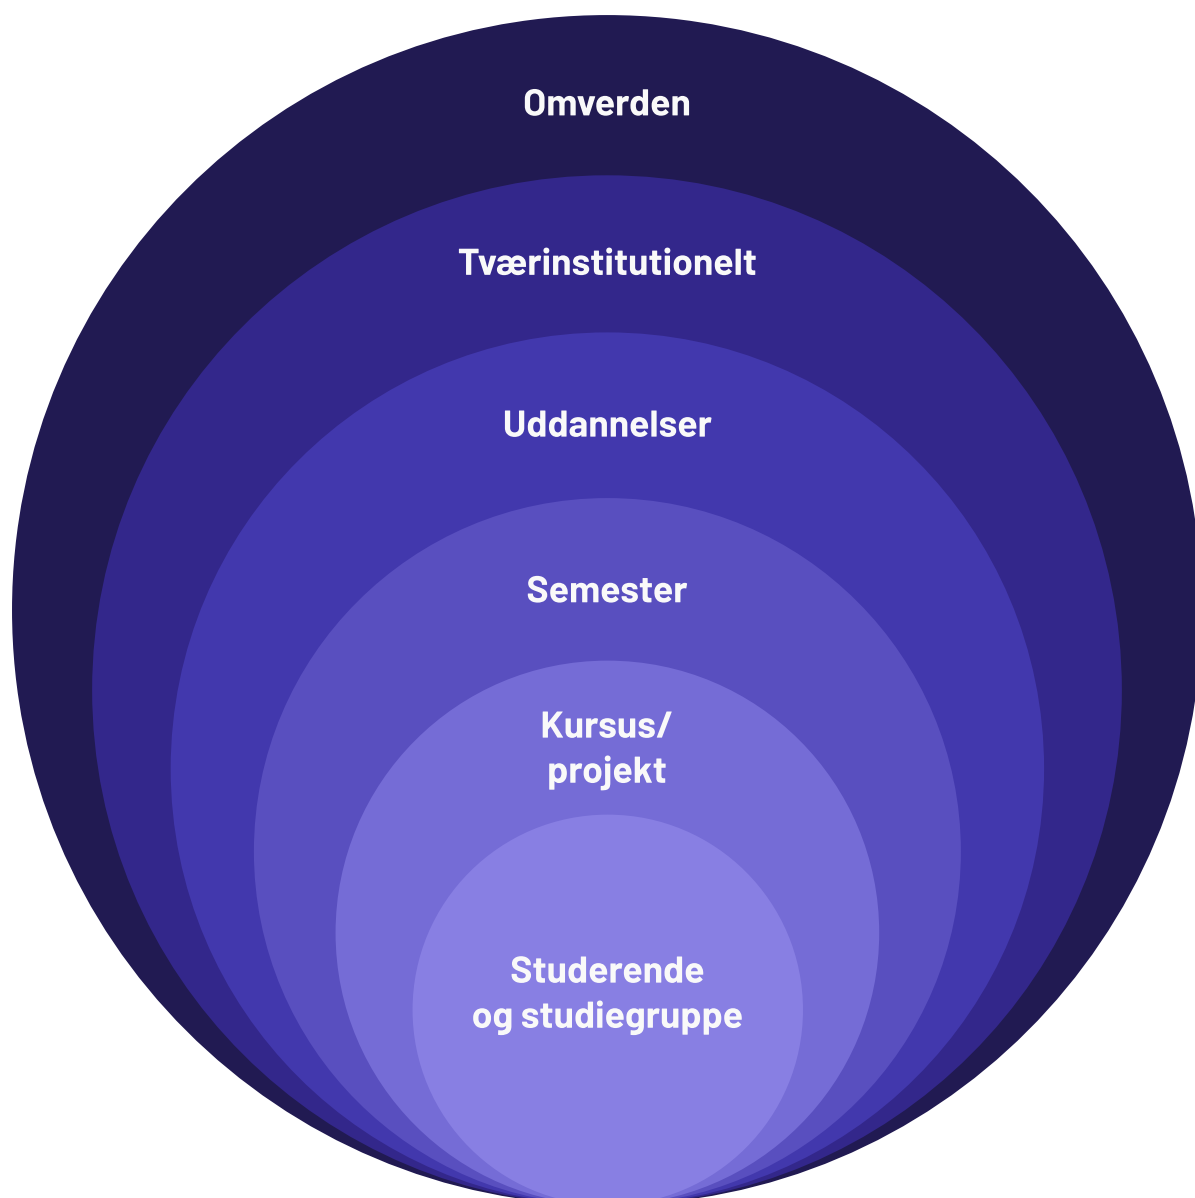 Omverden
Tværinstitutionelt
Uddannelser
Semester
Kursus/
projekt
Studerende
og studiegruppe